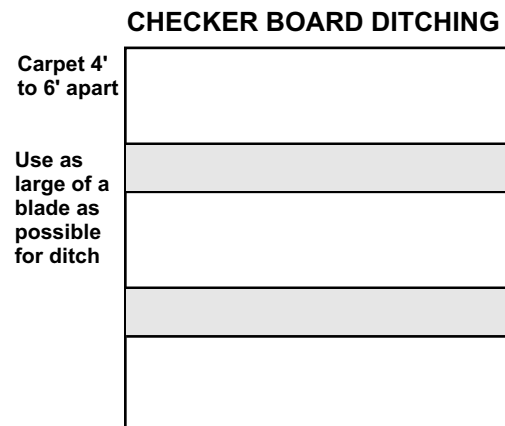 CHECKER BOARD DITCHING
Carpet 4'
to 6' apart
Use as
large of a
blade as
possible
for ditch